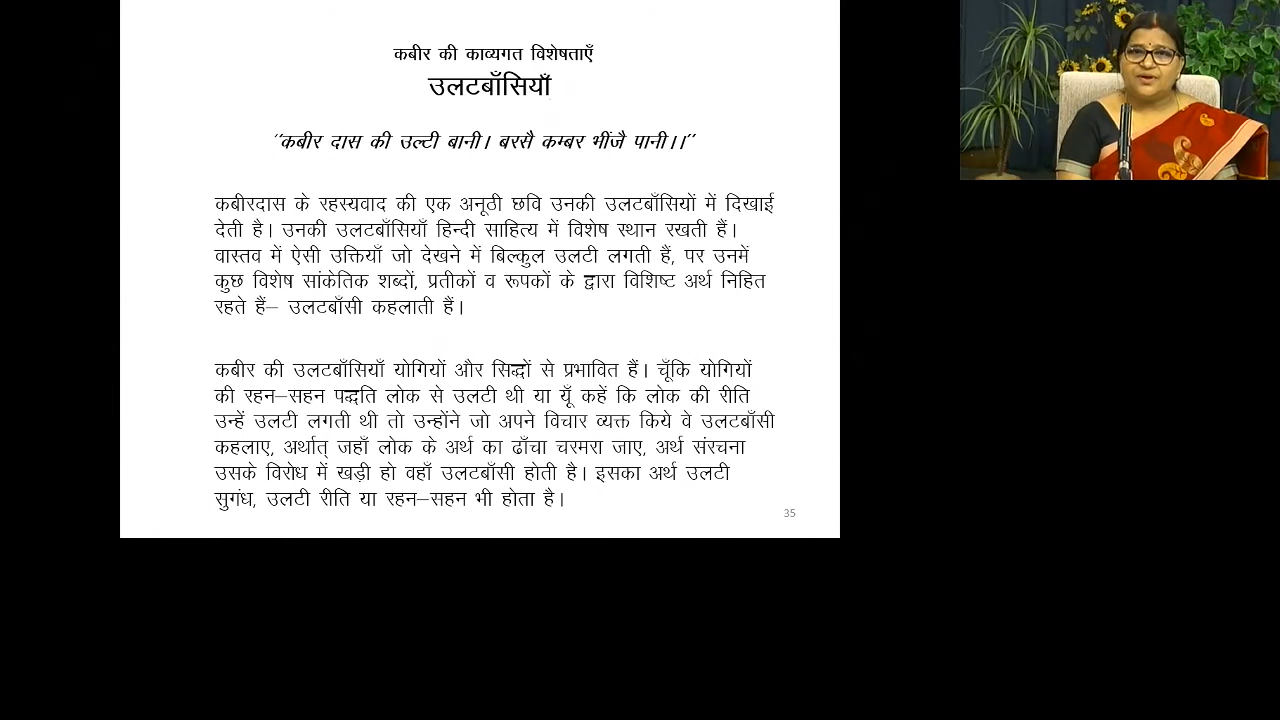 कबीर की काव्यगत विशेषताएँ
उलटबाँसियाँ
"कबीर दास की उल्टी बानी। बरसै कम्बर भींजै पानी।।"
कबीरदास के रहस्यवाद की एक अनूठी छवि उनकी उलटबाँसियों में दिखाई
देती है। उनकी उलटबाँसियाँ हिन्दी साहित्य में विशेष स्थान रखती हैं।
वास्तव में ऐसी उक्तियाँ जो देखने में बिल्कुल उलटी लगती हैं, पर उनमें
कुछ विशेष सांकेतिक शब्दों, प्रतीकों व रूपकों के द्वारा विशिष्ट अर्थ निहित
रहते हैं– उलटबाँसी कहलाती हैं।
कबीर की उलटबाँसियाँ योगियों और सिद्धों से प्रभावित हैं। चूँकि योगियों
की रहन–सहन पद्धति लोक से उलटी थी या यूँ कहें कि लोक की रीति
उन्हें उलटी लगती थी तो उन्होंने जो अपने विचार व्यक्त किये वे उलटबाँसी
कहलाए, अर्थात् जहाँ लोक के अर्थ का ढाँचा चरमरा जाए, अर्थ संरचना
उसके विरोध में खड़ी हो वहाँ उलटबाँसी होती है। इसका अर्थ उलटी
सुगंध, उलटी रीति या रहन–सहन भी होता है।
35